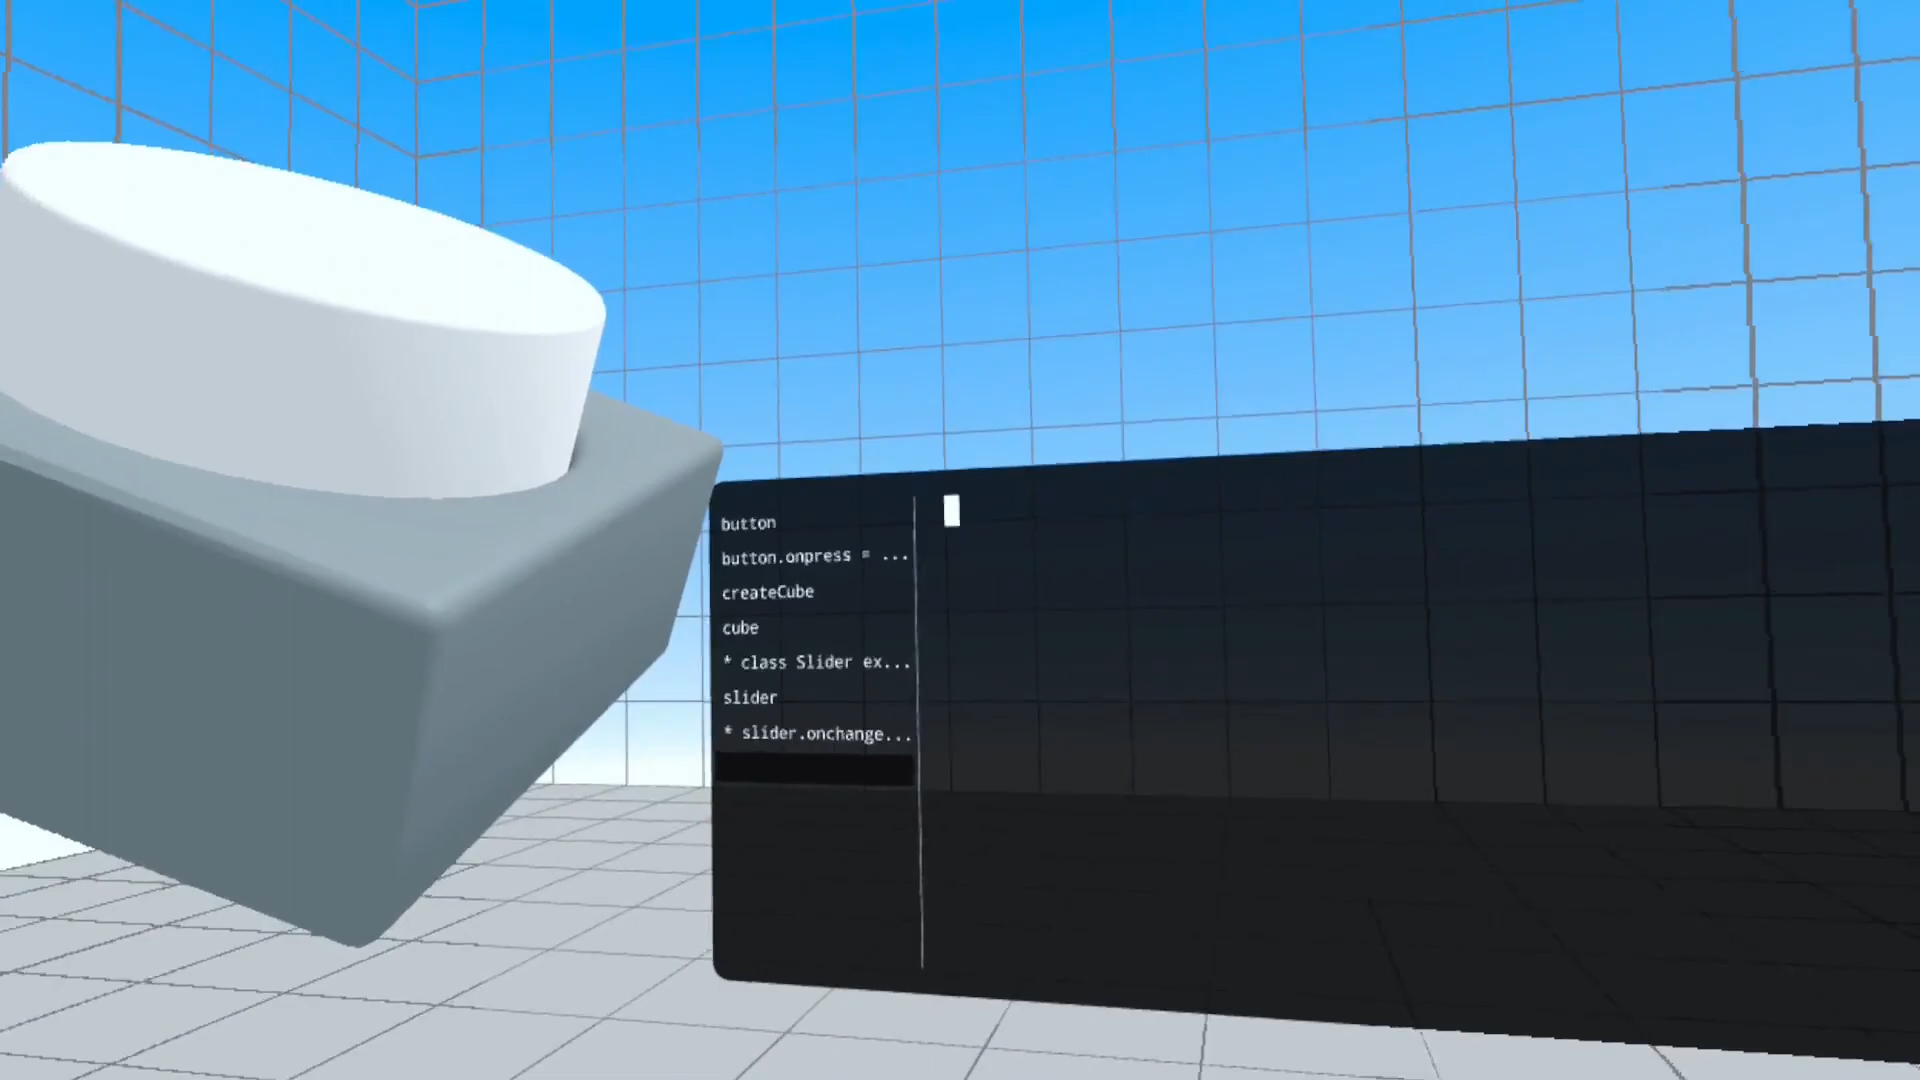 button
button.onpress = ...
createCube
cube
* class Slider ex...
slider
* slider.onchange...